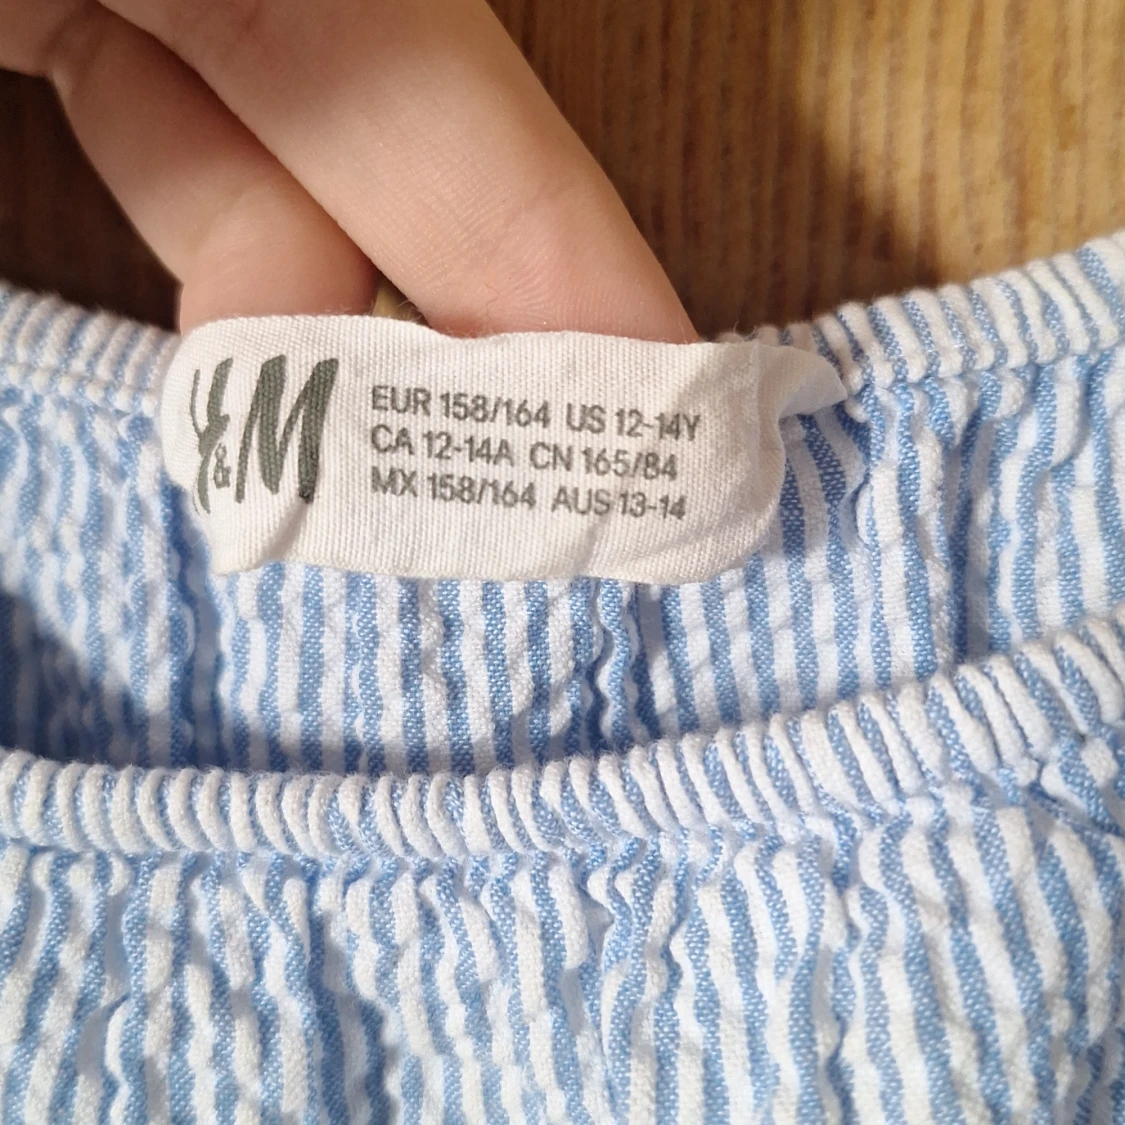 H&M
EUR 158/164 US 12-14Y
CA 12-14A CN 165/84
MX 158/164 AUS 13-14